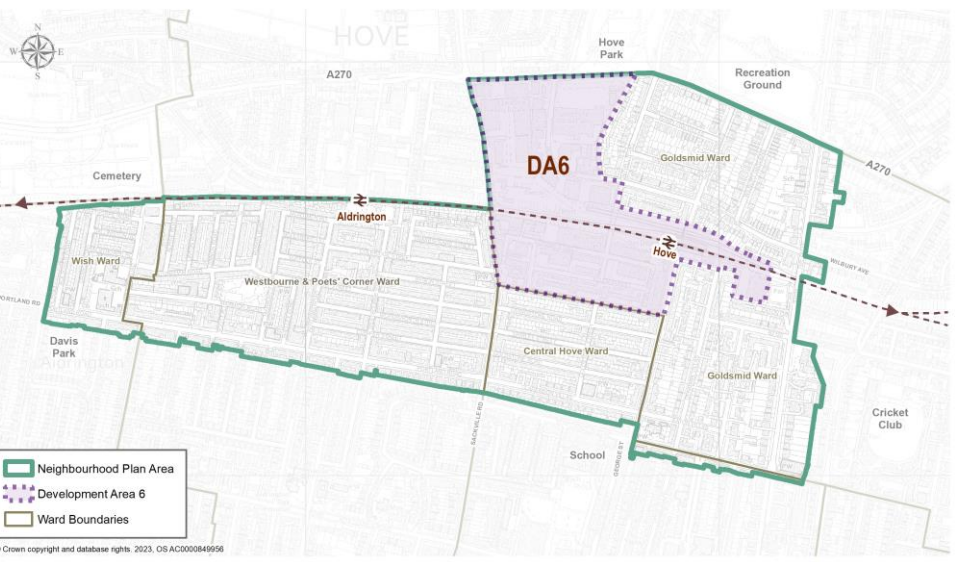 HOVE
N
W E
S
Hove
Park
A270
Recreation
Ground
DA6
Goldsmid Ward
A270
Cemetery
Aldrington
Hove
Wish Ward
Westbourne & Poets' Corner Ward
WILBURY AVE
PORTLAND RD
Davis
Park
Aldrington
Central Hove Ward
Goldsmid Ward
SACKVILLE RD
GEORGE ST
School
Cricket
Club
Neighbourhood Plan Area
Development Area 6
Ward Boundaries
© Crown copyright and database rights. 2023, OS AC0000849956